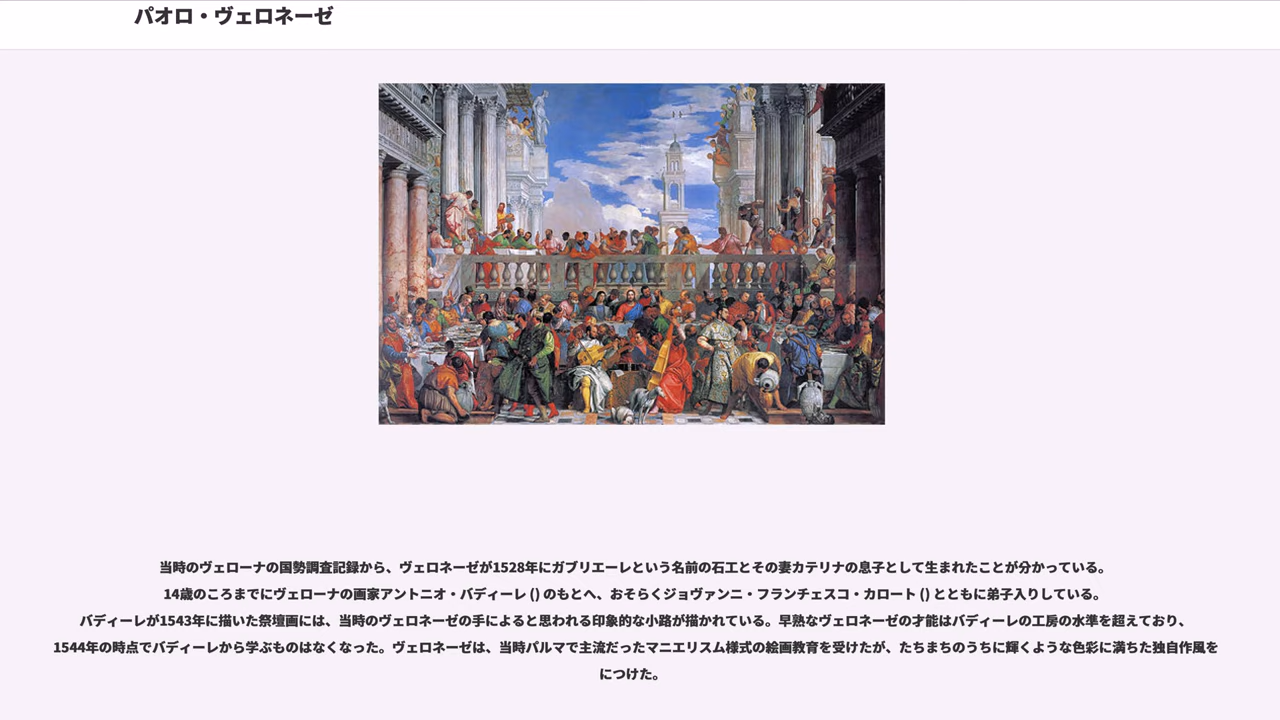 パオロ・ヴェロネーゼ
当時のヴェローナの国勢調査記録から、ヴェロネーゼが1528年にガブリエーレという名前の石工とその妻カテリナの息子として生まれたことが分かっている。
14歳のころまでにヴェローナの画家アントニオ・バディーレ () のもとへ、おそらくジョヴァンニ・フランチェスコ・カロート () とともに弟子入りしている。
バディーレが1543年に描いた祭壇画には、当時のヴェロネーゼの手によると思われる印象的な小路が描かれている。早熟なヴェロネーゼの才能はバディーレの工房の水準を超えており、
1544年の時点でバディーレから学ぶものはなくなった。ヴェロネーゼは、当時パルマで主流だったマニエリスム様式の絵画教育を受けたが、たちまちのうちに輝くような色彩に満ちた独自作風を
につけた。